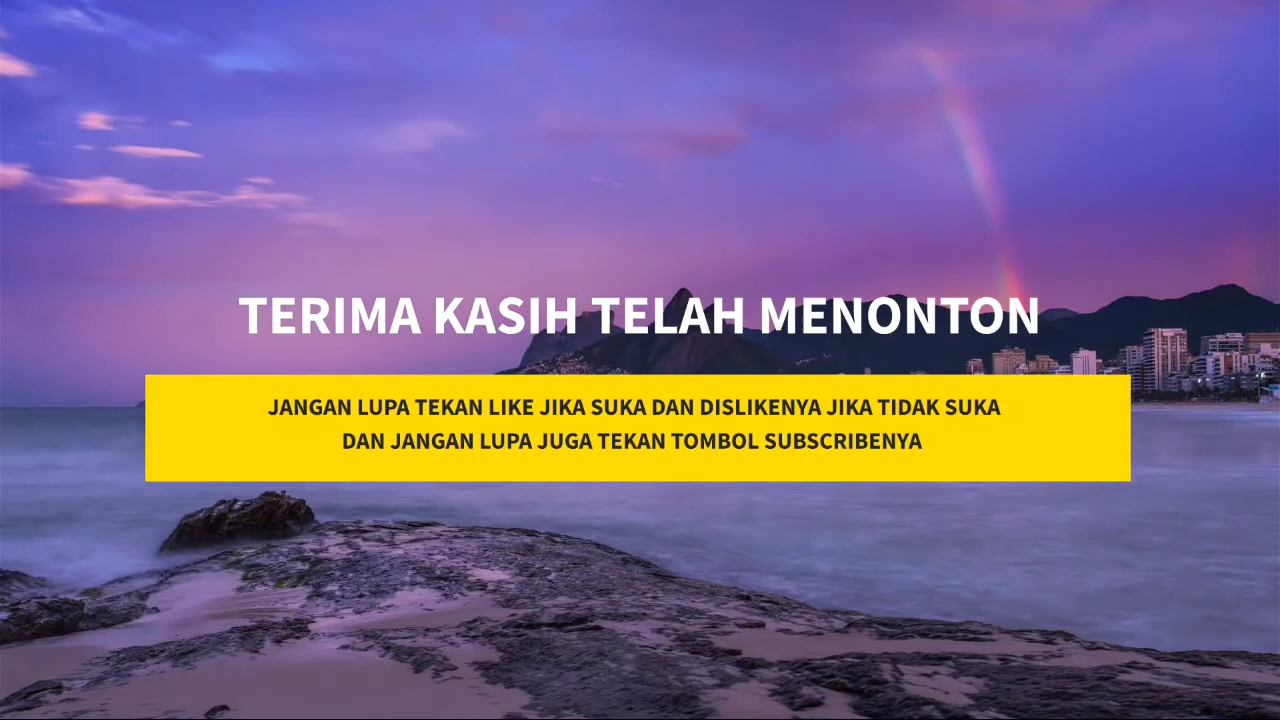 TERIMA KASIH TELAH MENONTON
JANGAN LUPA TEKAN LIKE JIKA SUKA DAN DISLIKENYA JIKA TIDAK SUKA
DAN JANGAN LUPA JUGA TEKAN TOMBOL SUBSCRIBENYA